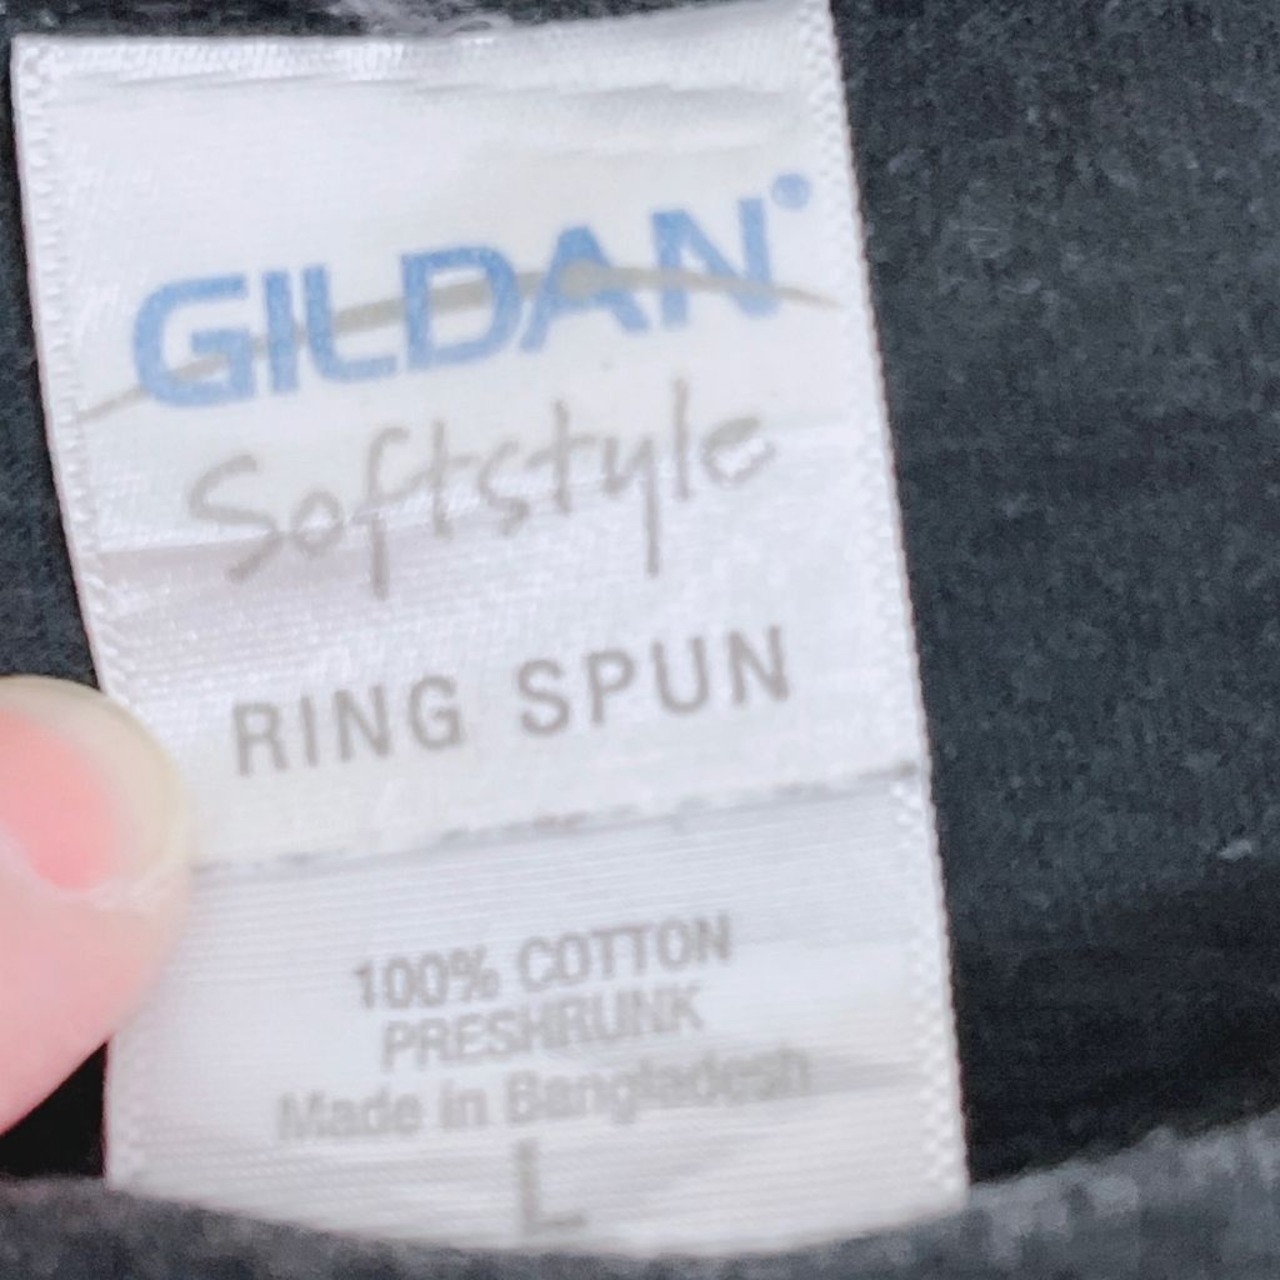 GILDAN®
Softstyle
RING SPUN
100% COTTON
PRESHRUNK
Made in Bangladesh
L